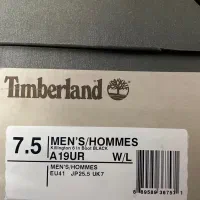 Timberland
7.5
MEN'S/HOMMES
Killington 6 In Boot BLACK
A19UR W/L
MEN'S/HOMMES
EU41 JP25.5 UK7